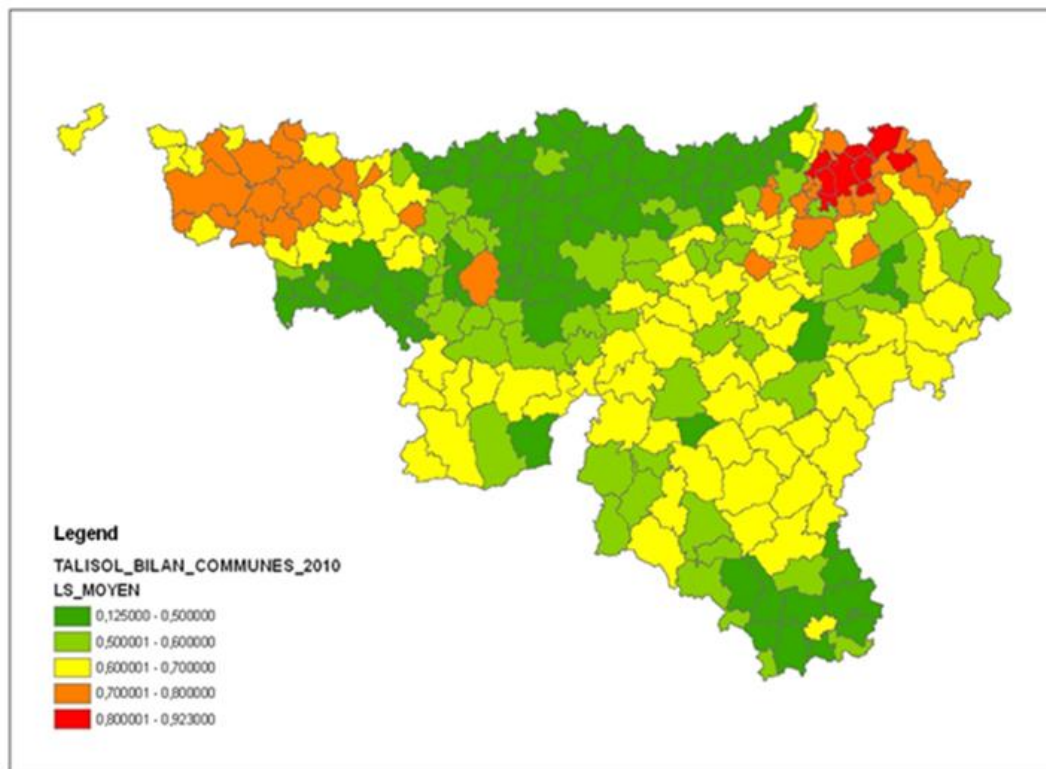 Legend
TALISOL_BILAN_COMMUNES_2010
LS_MOYEN
0,125000 - 0,500000
0,500001 - 0,600000
0,600001 - 0,700000
0,700001 - 0,800000
0,800001 - 0,923000